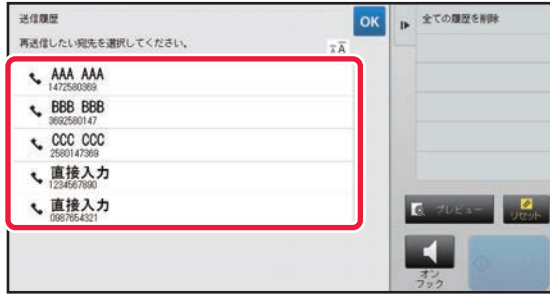 送信履歴
OK
全ての履歴を削除
再送信したい宛先を選択してください。
AAA AAA
1472580369
BBB BBB
3692580147
CCC CCC
2580147369
直接入力
1234567890
直接入力
0987654321
プレビュー
リセット
オン
フック